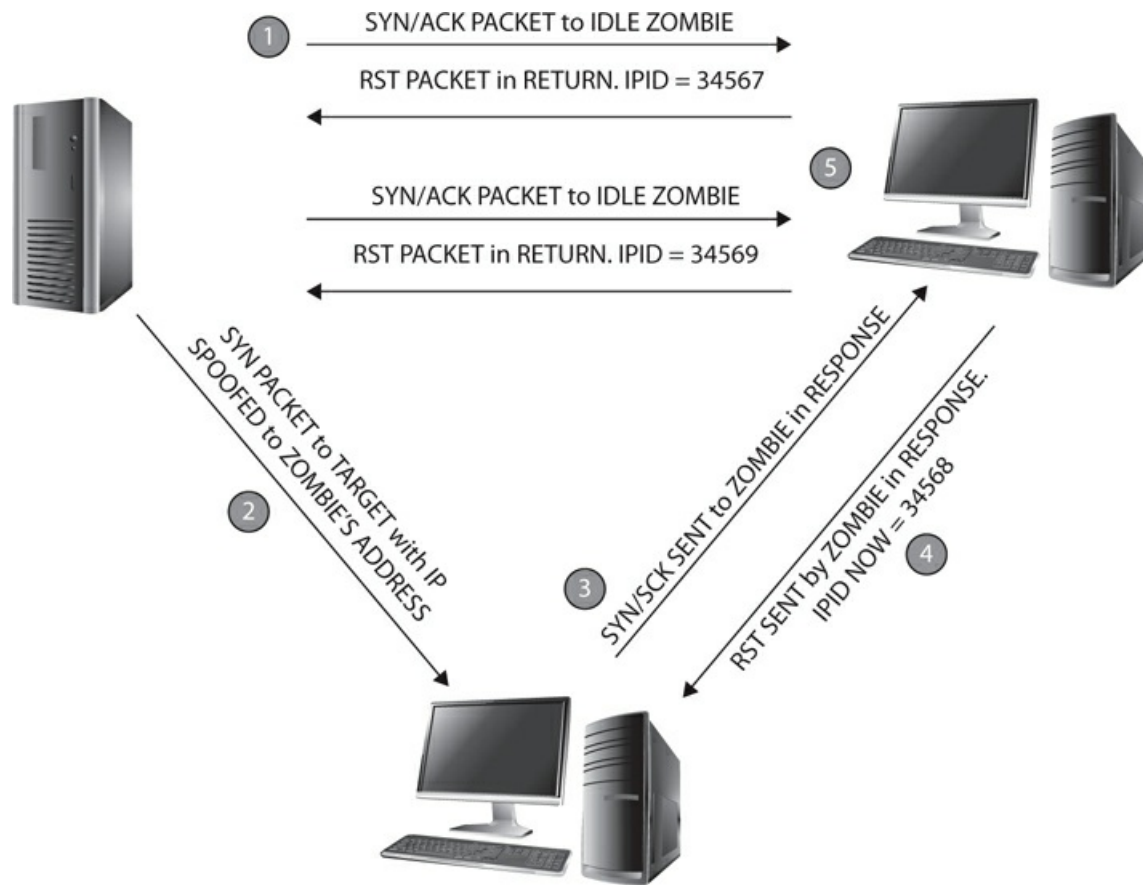 1
SYN/ACK PACKET to IDLE ZOMBIE
RST PACKET in RETURN. IPID = 34567
5
SYN/ACK PACKET to IDLE ZOMBIE
RST PACKET in RETURN. IPID = 34569
SYN PACKET to TARGET with IP
SPOOFED to ZOMBIE'S ADDRESS
2
3
SYN/SCK SENT to ZOMBIE in RESPONSE
RST SENT by ZOMBIE in RESPONSE.
IPID NOW = 34568
4